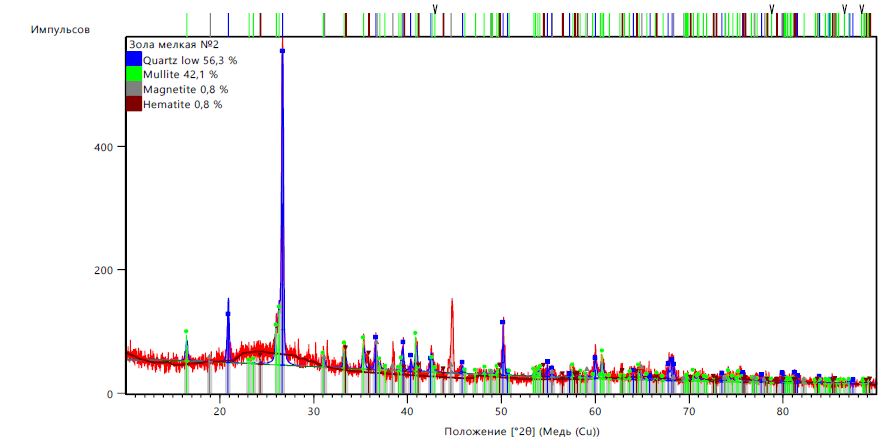 Импульсов
Зола мелкая №2
Quartz low 56,3 %
Mullite 42,1 %
Magnetite 0,8 %
Hematite 0,8 %
400
200
0
20 30 40 50 60 70 80
Положение [°2θ] (Медь (Cu))